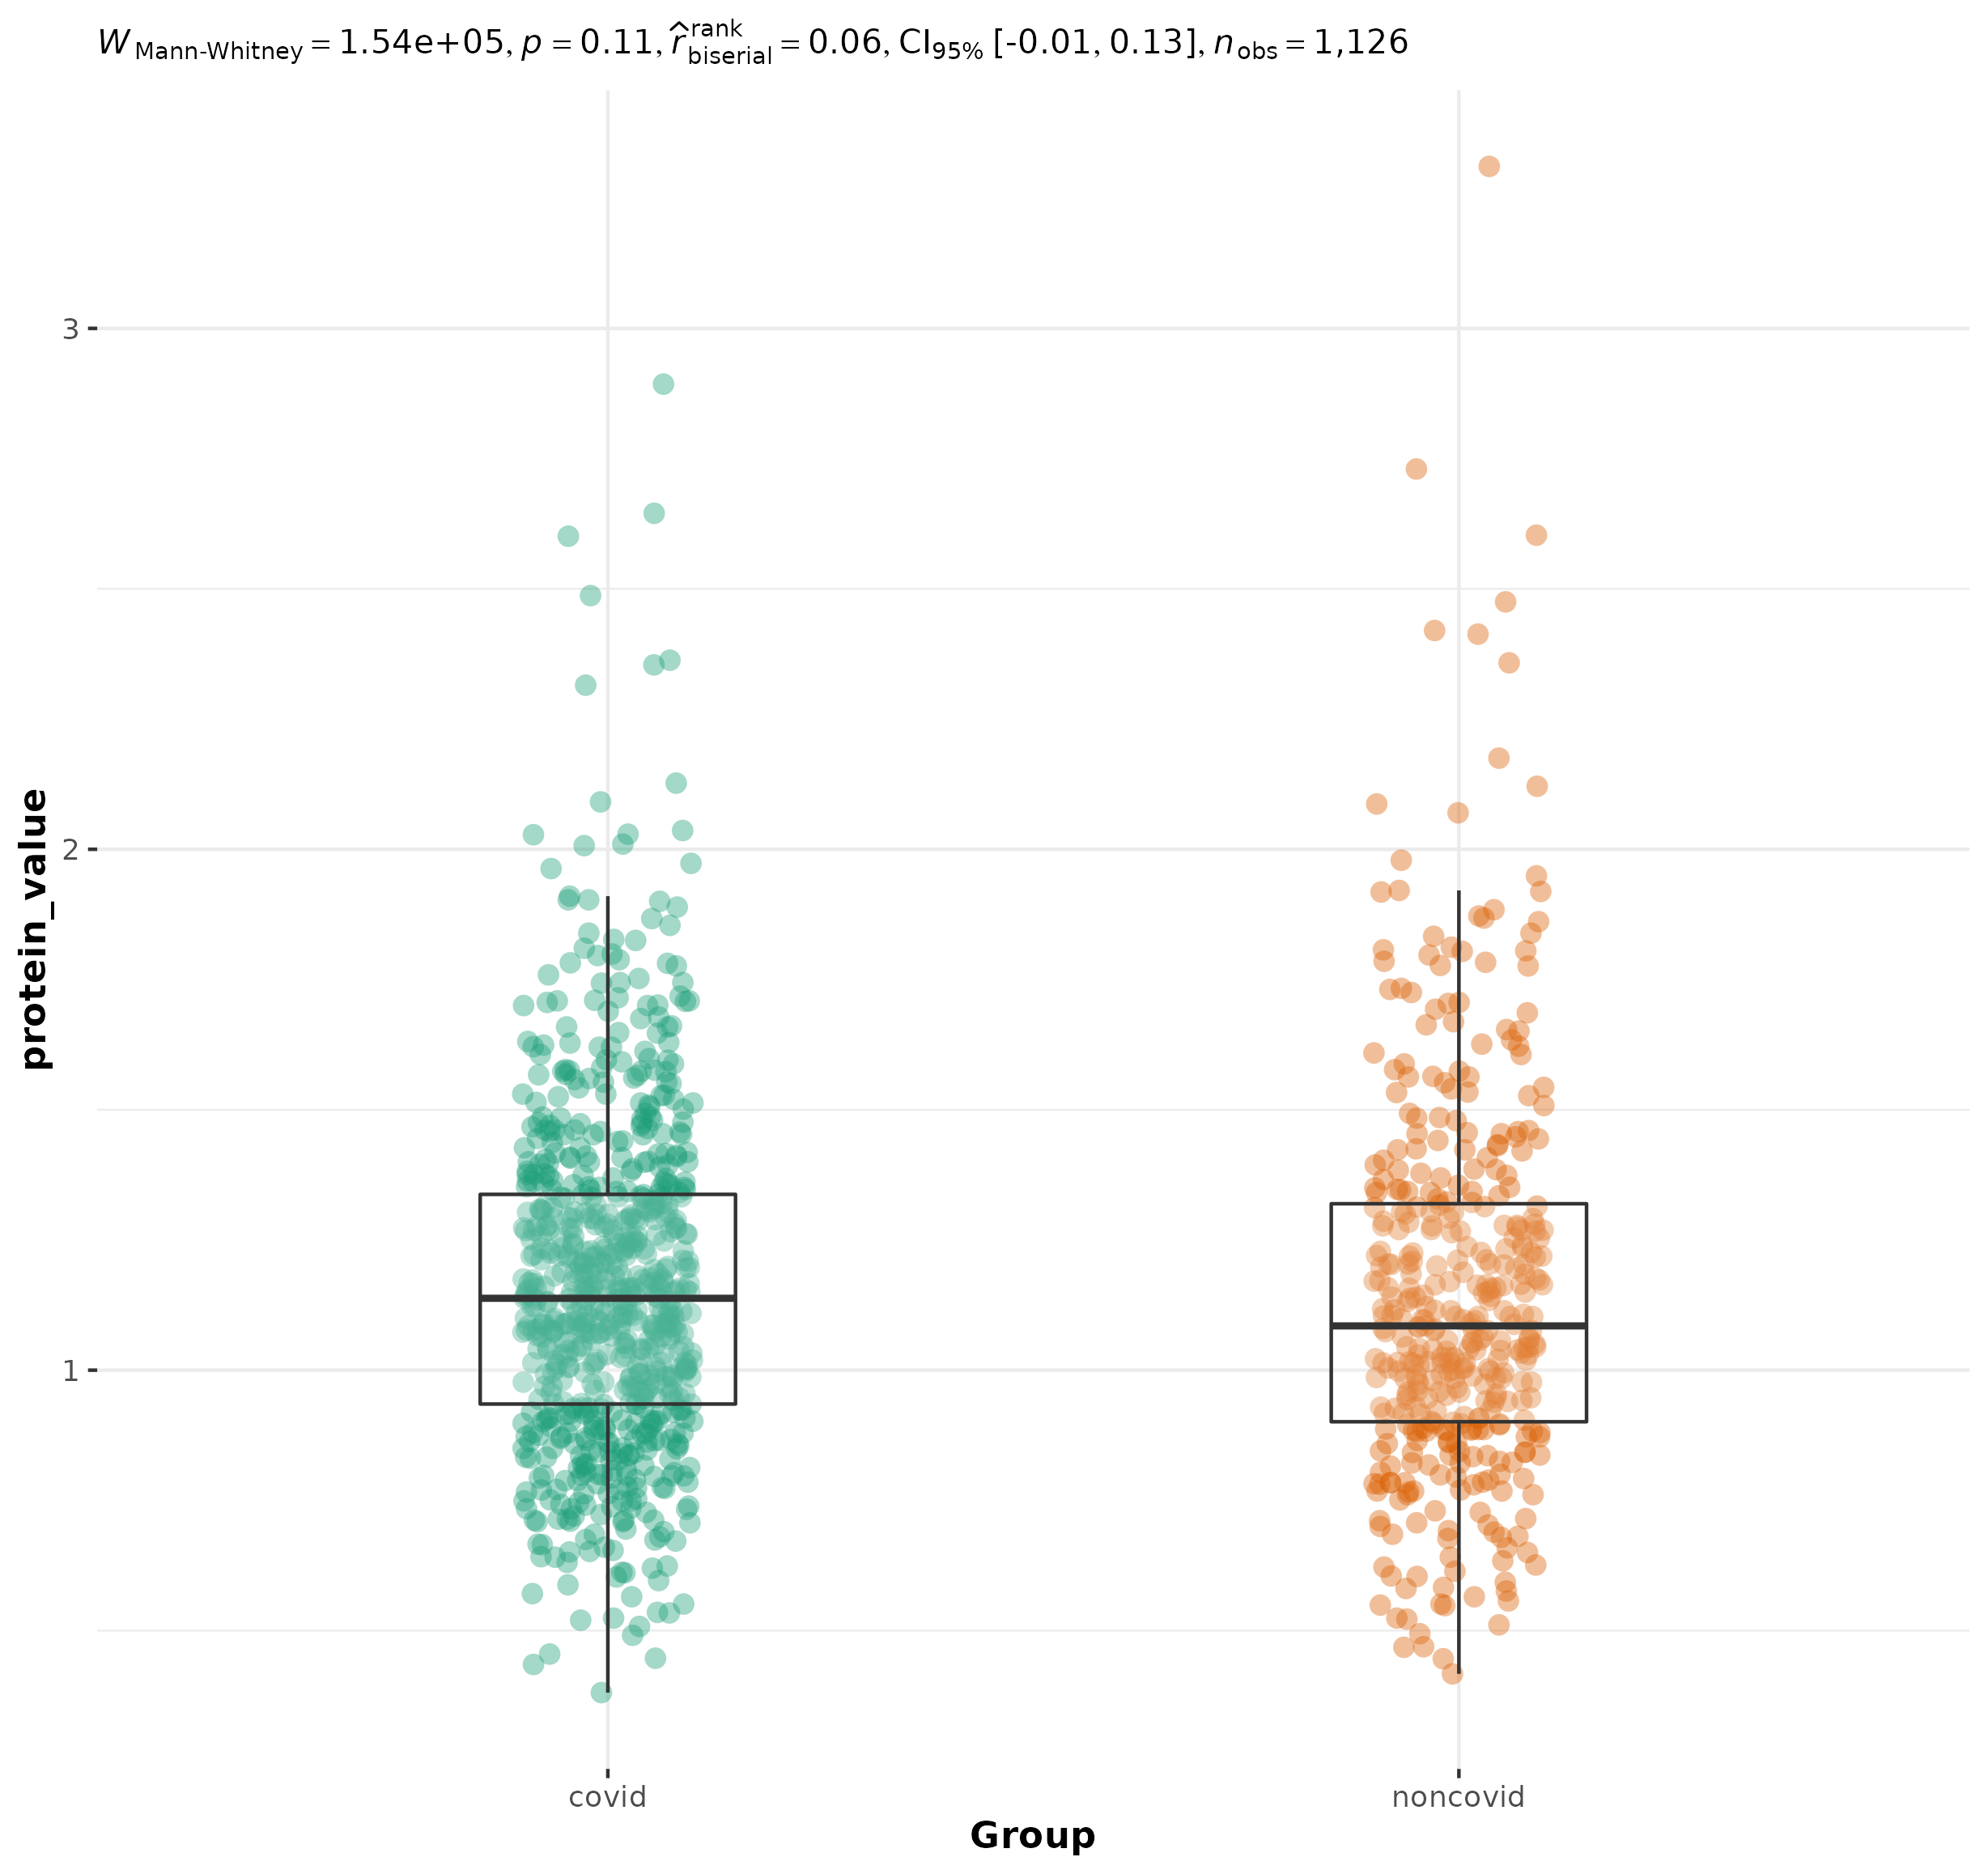 W Mann-Whitney = 1.54e+05, p = 0.11, r̂ rank biserial = 0.06, CI95% [-0.01, 0.13], nobs = 1,126
protein_value
3
2
1
covid noncovid
Group